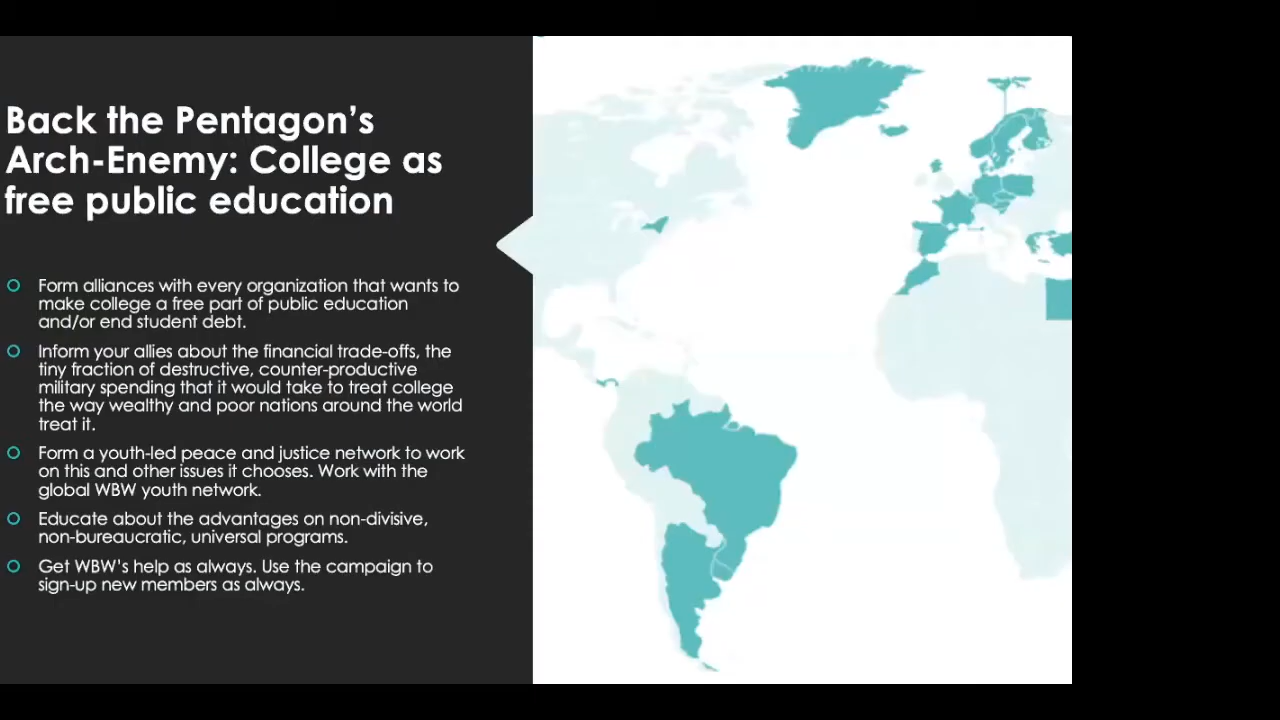 Back the Pentagon's
Arch-Enemy: College as
free public education
Form alliances with every organization that wants to
make college a free part of public education
and/or end student debt.
Inform your allies about the financial trade-offs, the
tiny fraction of destructive, counter-productive
military spending that it would take to treat college
the way wealthy and poor nations around the world
treat it.
Form a youth-led peace and justice network to work
on this and other issues it chooses. Work with the
global WBW youth network.
Educate about the advantages on non-divisive,
non-bureaucratic, universal programs.
Get WBW's help as always. Use the campaign to
sign-up new members as always.